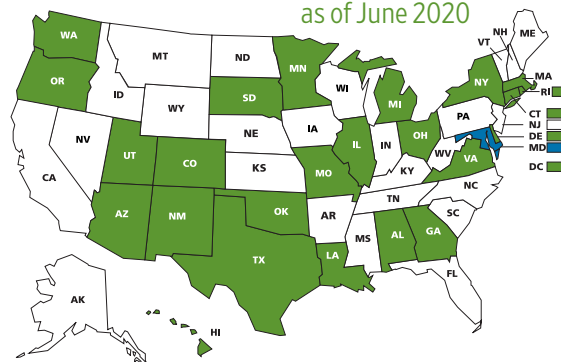 as of June 2020
WA
MT
ND
MN
VT
NH
ME
OR
ID
WY
SD
WI
MI
NY
MA
RI
CT
NJ
DE
MD
DC
NV
UT
CO
NE
IA
IL
IN
OH
PA
WV
VA
CA
AZ
NM
KS
MO
KY
NC
TN
OK
AR
SC
TX
LA
MS
AL
GA
FL
AK
HI